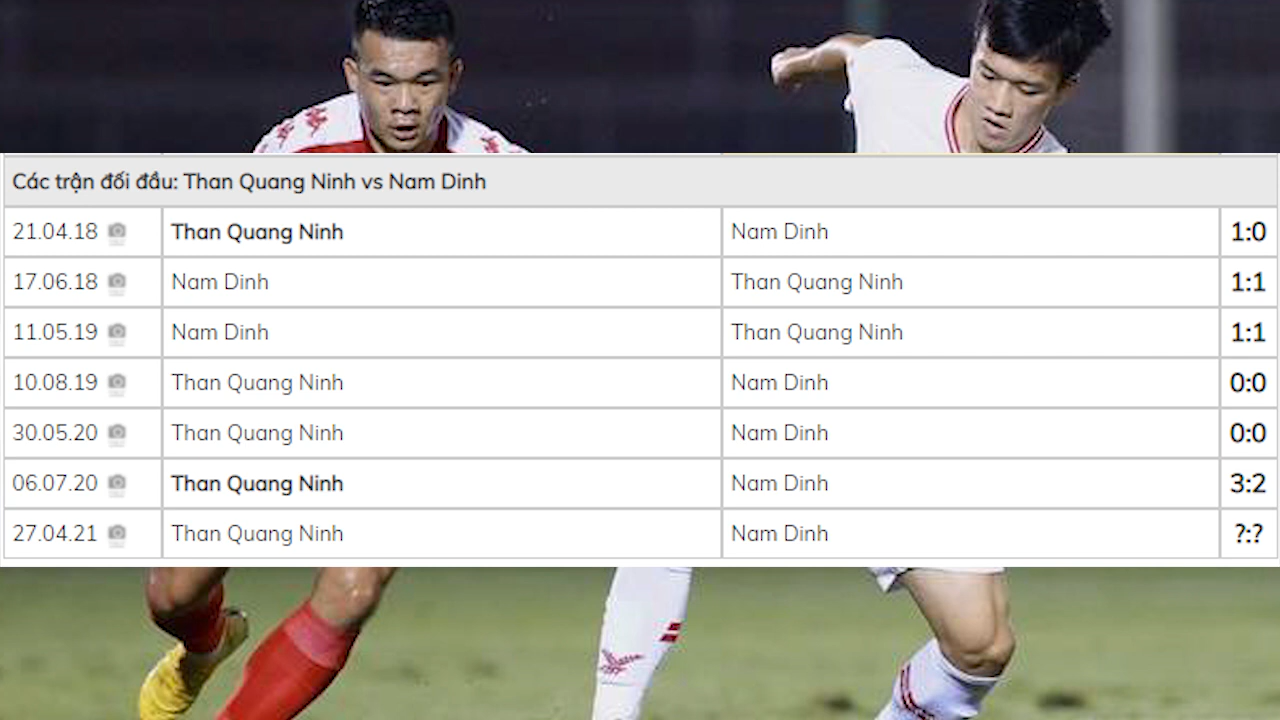 Các trận đối đầu: Than Quang Ninh vs Nam Dinh
21.04.18 Than Quang Ninh Nam Dinh 1:0
17.06.18 Nam Dinh Than Quang Ninh 1:1
11.05.19 Nam Dinh Than Quang Ninh 1:1
10.08.19 Than Quang Ninh Nam Dinh 0:0
30.05.20 Than Quang Ninh Nam Dinh 0:0
06.07.20 Than Quang Ninh Nam Dinh 3:2
27.04.21 Than Quang Ninh Nam Dinh ?:?